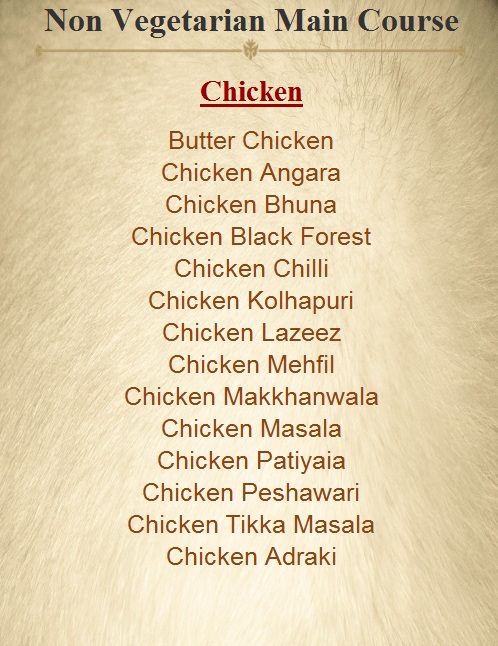 Non Vegetarian Main Course
Chicken
Butter Chicken
Chicken Angara
Chicken Bhuna
Chicken Black Forest
Chicken Chilli
Chicken Kolhapuri
Chicken Lazeez
Chicken Mehfil
Chicken Makkhanwala
Chicken Masala
Chicken Patiyaia
Chicken Peshawari
Chicken Tikka Masala
Chicken Adraki